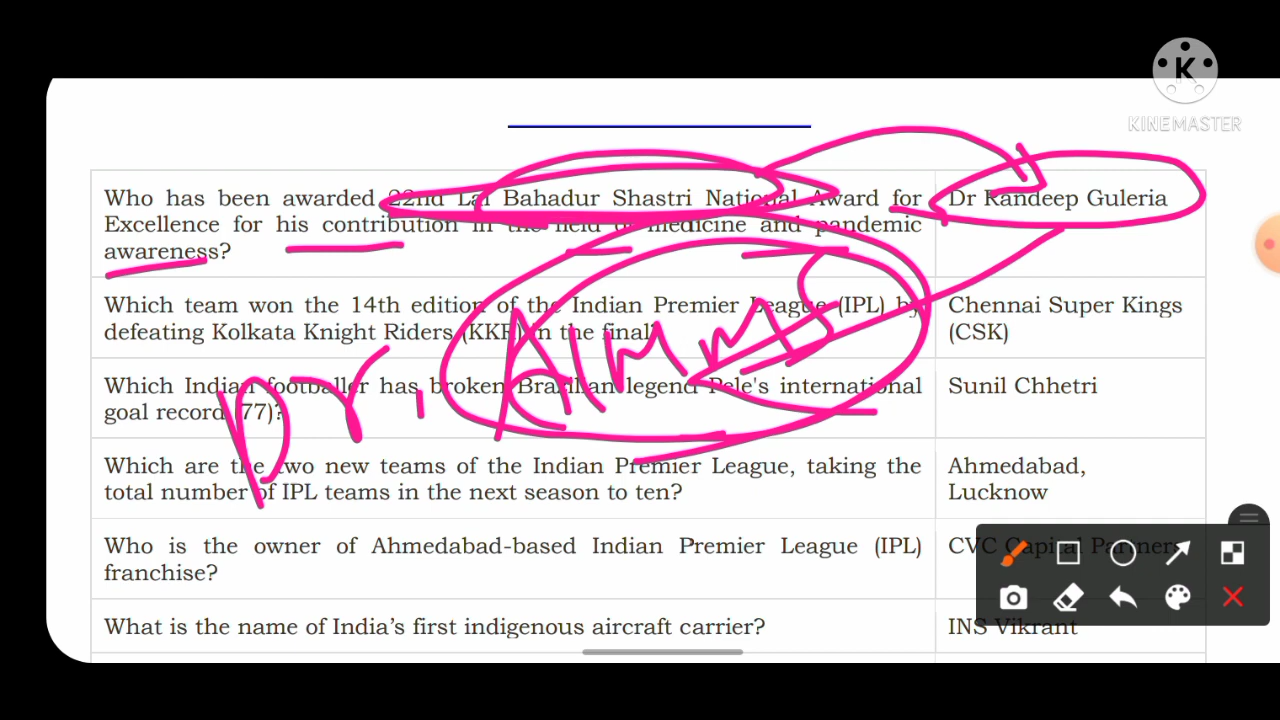 K
KINEMASTER
Who has been awarded 22nd Lal Bahadur Shastri National Award for
Excellence for his contribution in the field of medicine and pandemic
awareness?
Dr Randeep Guleria
Which team won the 14th edition of the Indian Premier League (IPL) by
defeating Kolkata Knight Riders (KKR) in the final?
Chennai Super Kings
(CSK)
Which Indian footballer has broken Brazilian legend Pele's international
goal record (77)?
Sunil Chhetri
Which are the two new teams of the Indian Premier League, taking the
total number of IPL teams in the next season to ten?
Ahmedabad,
Lucknow
Who is the owner of Ahmedabad-based Indian Premier League (IPL)
franchise?
CVC Capital Partners
What is the name of India’s first indigenous aircraft carrier?
INS Vikrant